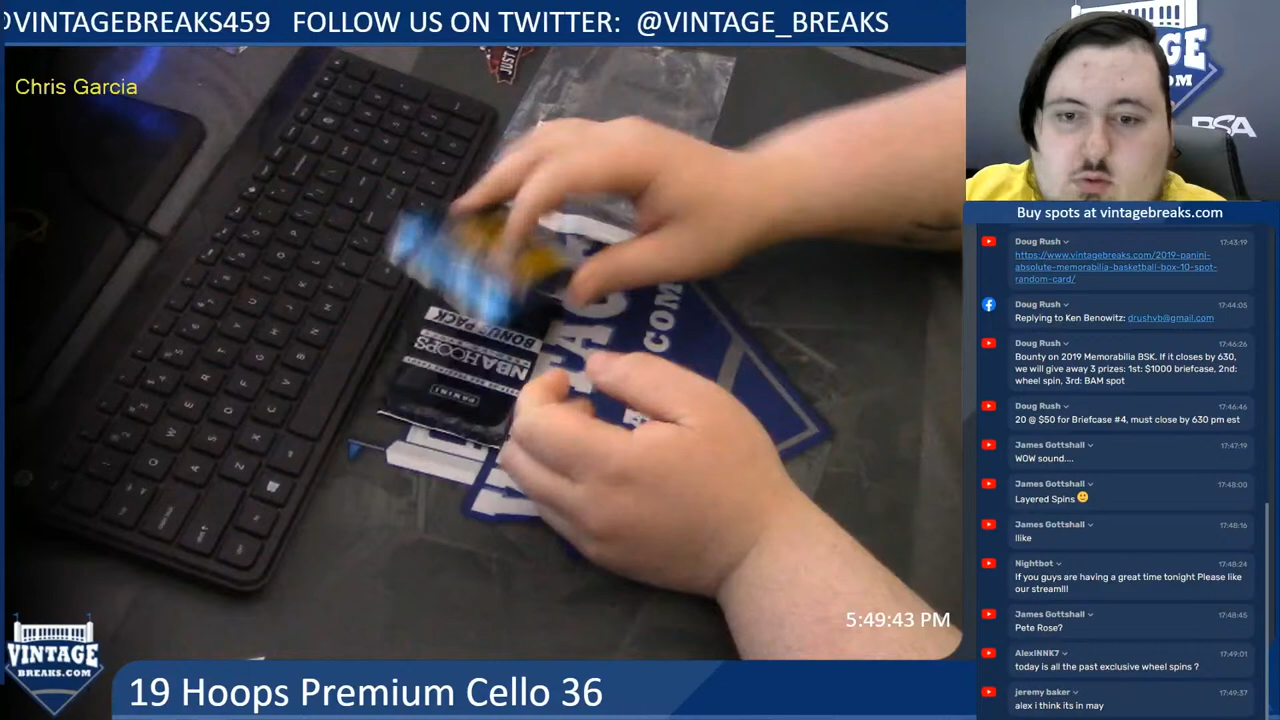 @VINTAGEBREAKS459 FOLLOW US ON TWITTER: @VINTAGE_BREAKS
Chris Garcia
JUST
BONUS PACK
NBA HOOPS
PANINI
COM
5:49:43 PM
VINTAGE
BREAKS.COM
19 Hoops Premium Cello 36
PSA
Buy spots at vintagebreaks.com
Doug Rush 17:43:19
https://www.vintagebreaks.com/2019-panini-
absolute-memorabilia-basketball-box-10-spot-
random-card/
Doug Rush 17:44:05
Replying to Ken Benowitz: drushvb@gmail.com
Doug Rush 17:46:26
Bounty on 2019 Memorabilia BSK. If it closes by 630,
we will give away 3 prizes: 1st: $1000 briefcase, 2nd:
wheel spin, 3rd: BAM spot
Doug Rush 17:46:46
20 @ $50 for Briefcase #4, must close by 630 pm est
James Gottshall 17:47:19
WOW sound....
James Gottshall 17:48:00
Layered Spins 🙂
James Gottshall 17:48:16
llike
Nightbot 17:48:24
If you guys are having a great time tonight Please like
our stream!!!
James Gottshall 17:48:45
Pete Rose?
AlexINNK7 17:49:01
today is all the past exclusive wheel spins ?
jeremy baker 17:49:37
alex i think its in may